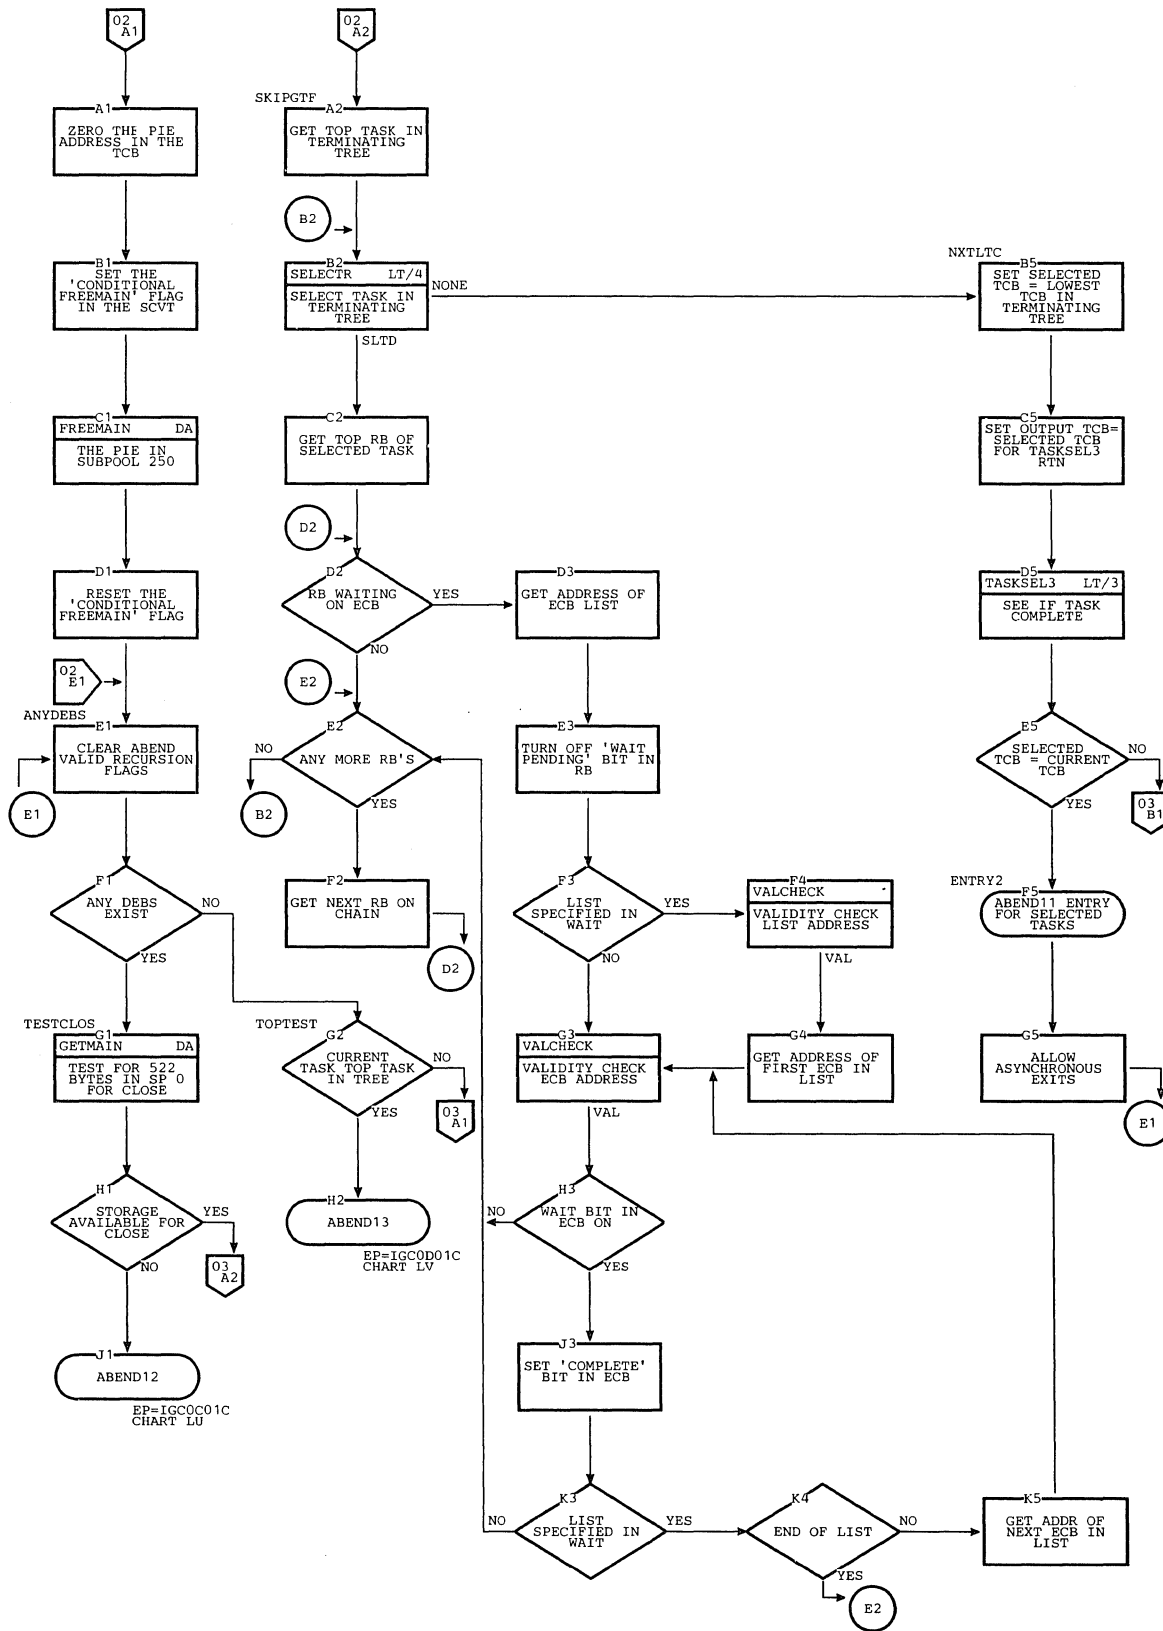 02
A1
02
A2
A1
ZERO THE PIE
ADDRESS IN THE
TCB
SKIPGTF
A2
GET TOP TASK IN
TERMINATING
TREE
B2
B1
SET THE
'CONDITIONAL
FREEMAIN' FLAG
IN THE SCVT
B2
SELECTR LT/4
SELECT TASK IN
TERMINATING
TREE
NONE
SLTD
NXTLTC
B5
SET SELECTED
TCB = LOWEST
TCB IN
TERMINATING
TREE
C1
FREEMAIN DA
THE PIE IN
SUBPOOL 250
C2
GET TOP RB OF
SELECTED TASK
C5
SET OUTPUT TCB=
SELECTED TCB
FOR TASKSEL3
RTN
D2
D1
RESET THE
'CONDITIONAL
FREEMAIN' FLAG
D2
RB WAITING
ON ECB
YES
NO
D3
GET ADDRESS OF
ECB LIST
D5
TASKSEL3 LT/3
SEE IF TASK
COMPLETE
02
E1
E2
ANYDEBS
E1
CLEAR ABEND
VALID RECURSION
FLAGS
E1
E2
ANY MORE RB'S
NO
YES
B2
E3
TURN OFF 'WAIT
PENDING' BIT IN
RB
E5
SELECTED
TCB = CURRENT
TCB
NO
YES
03
B1
F1
ANY DEBS
EXIST
NO
YES
F2
GET NEXT RB ON
CHAIN
D2
F3
LIST
SPECIFIED IN
WAIT
YES
NO
F4
VALCHECK
VALIDITY CHECK
LIST ADDRESS
VAL
ENTRY2
F5
ABEND11 ENTRY
FOR SELECTED
TASKS
TESTCLOS
G1
GETMAIN DA
TEST FOR 522
BYTES IN SP 0
FOR CLOSE
TOPTEST
G2
CURRENT
TASK TOP TASK
IN TREE
NO
YES
03
A1
G3
VALCHECK
VALIDITY CHECK
ECB ADDRESS
VAL
G4
GET ADDRESS OF
FIRST ECB IN
LIST
G5
ALLOW
ASYNCHRONOUS
EXITS
E1
H1
STORAGE
AVAILABLE FOR
CLOSE
YES
NO
03
A2
H2
ABEND13
EP=IGC0D01C
CHART LV
H3
WAIT BIT IN
ECB ON
NO
YES
J1
ABEND12
EP=IGC0C01C
CHART LU
J3
SET 'COMPLETE'
BIT IN ECB
K3
LIST
SPECIFIED IN
WAIT
NO
YES
K4
END OF LIST
NO
YES
E2
K5
GET ADDR OF
NEXT ECB IN
LIST